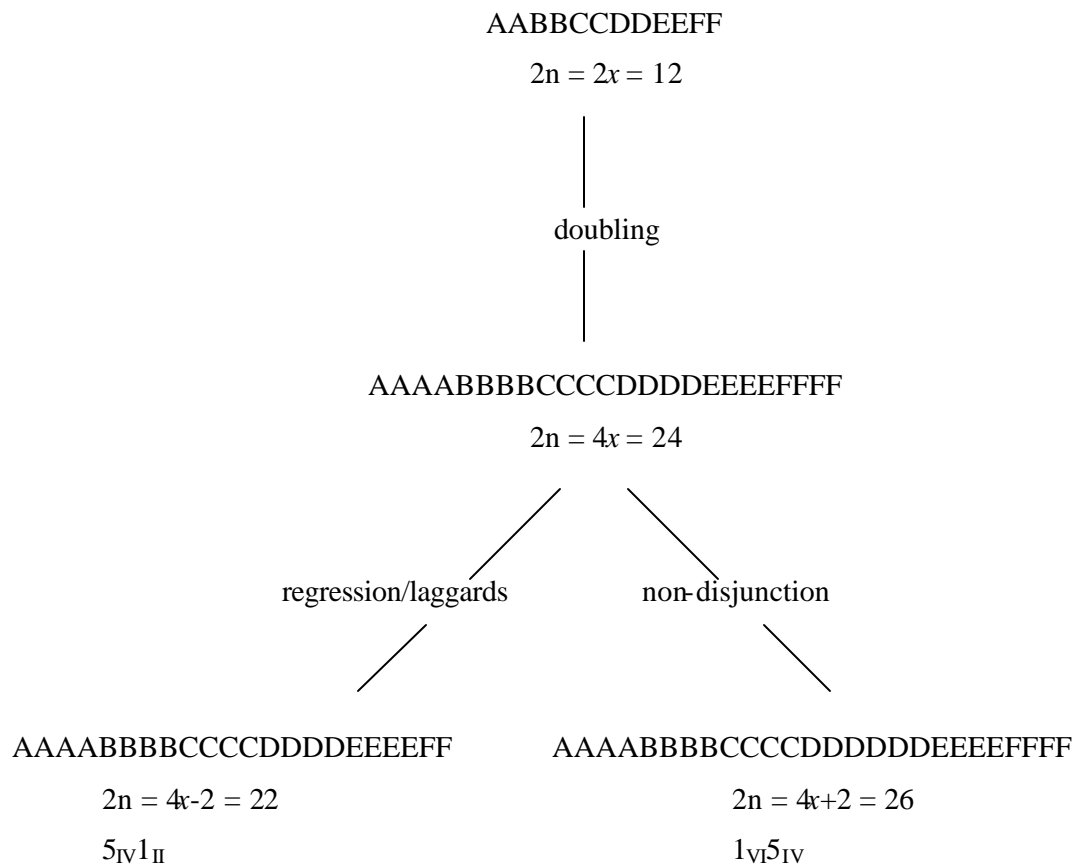 AABBCCDDEEFF
2n = 2x = 12
doubling
AAAABBBBCCCCDDDDEEEEFFFF
2n = 4x = 24
regression/laggards non-disjunction
AAAABBBBCCCCDDDDEEEEFF AAAABBBBCCCCDDDDDDEEEEFFFF
2n = 4x-2 = 22 2n = 4x+2 = 26
5IV1II 1VI5IV